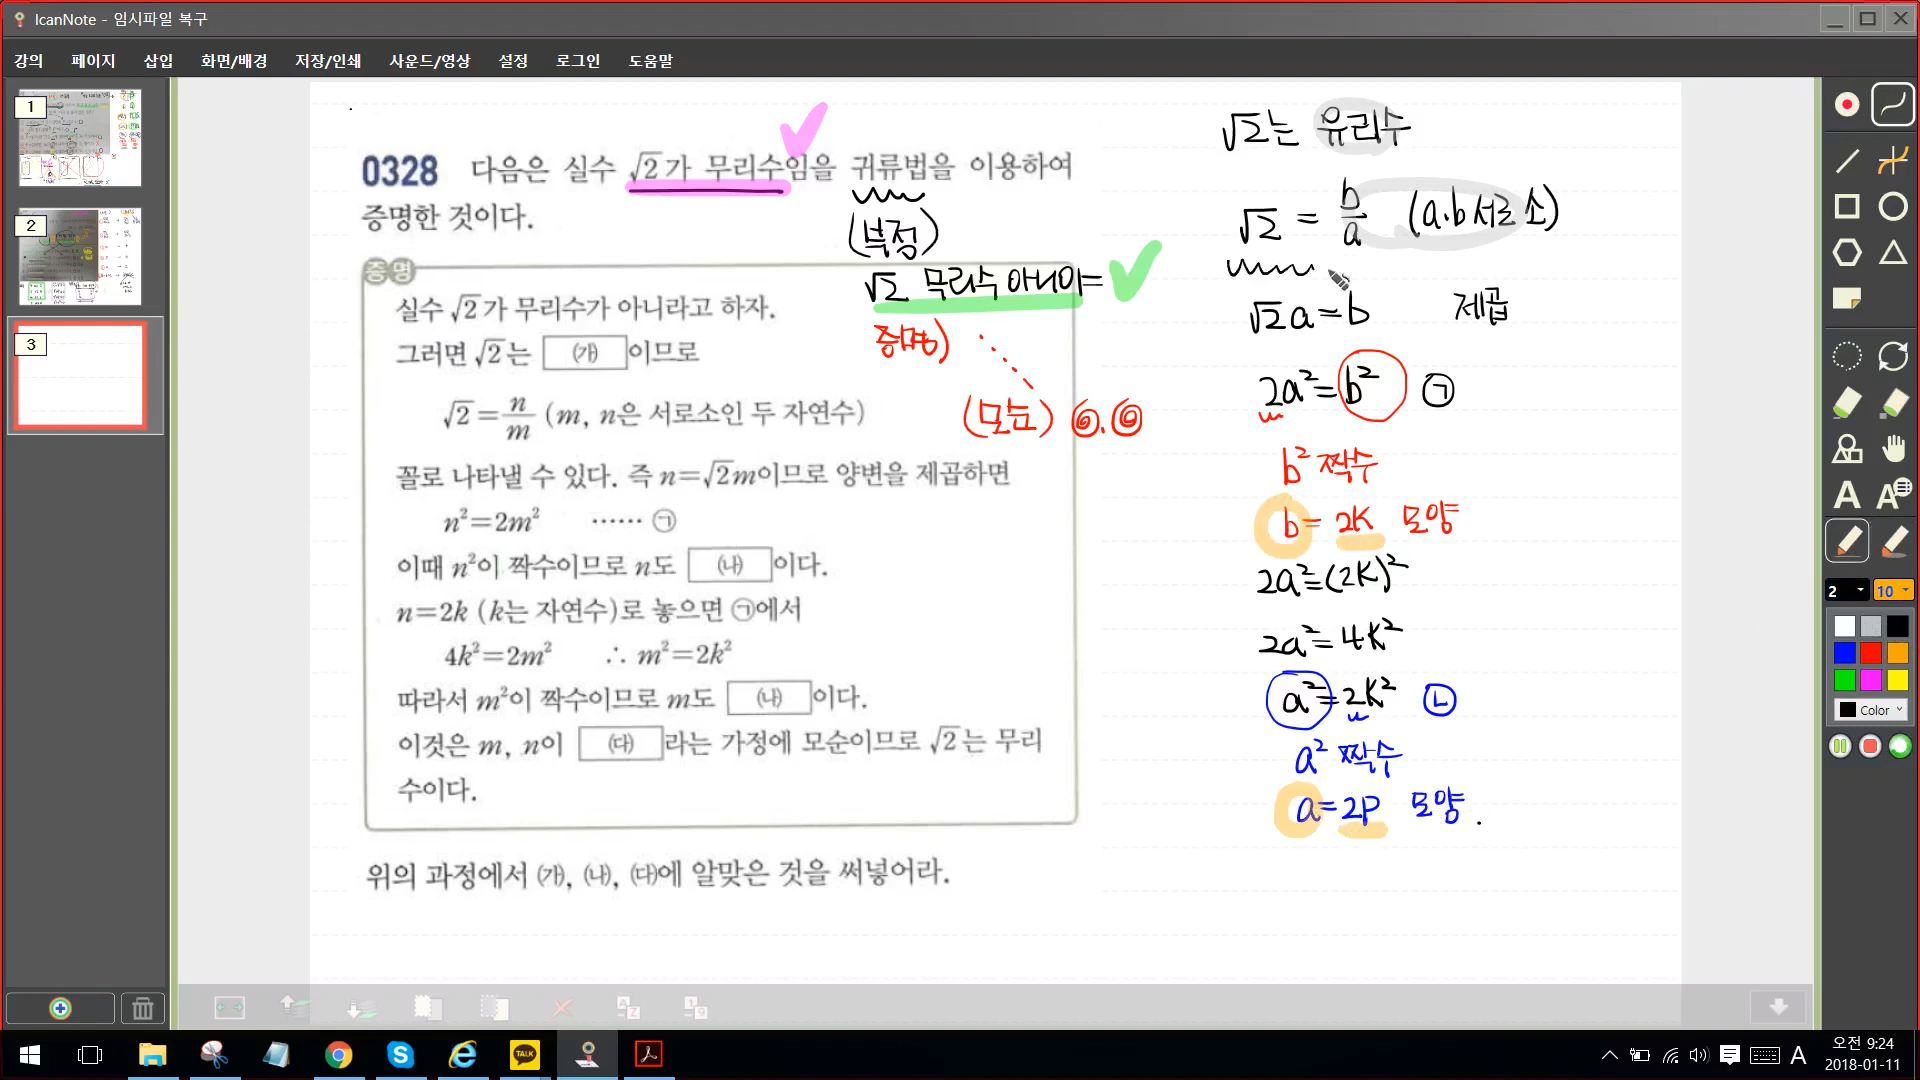 IcanNote - 임시파일 복구
강의 페이지 삽입 화면/배경 저장/인쇄 사운드/영상 설정 로그인 도움말
1
2
3
0328 다음은 실수 √2가 무리수임을 귀류법을 이용하여
증명한 것이다.
(부정)
증명
√2 무리수 아니다=
증명)
(모순)
실수 √2가 무리수가 아니라고 하자.
그러면 √2는 (가) 이므로
√2=n/m (m, n은 서로소인 두 자연수)
꼴로 나타낼 수 있다. 즉 n=√2m이므로 양변을 제곱하면
n²=2m² ······ ㉠
이때 n²이 짝수이므로 n도 (나) 이다.
n=2k (k는 자연수)로 놓으면 ㉠에서
4k²=2m² ∴ m²=2k²
따라서 m²이 짝수이므로 m도 (나) 이다.
이것은 m, n이 (다) 라는 가정에 모순이므로 √2는 무리
수이다.
위의 과정에서 (가), (나), (다)에 알맞은 것을 써넣어라.
√2는 유리수
√2 = b/a (a.b 서로소)
√2a=b 제곱
2a²=b² ㉠
b² 짝수
b=2K 모양
2a²=(2K)²
2a²=4K²
a²=2K² ㉡
a² 짝수
a=2P 모양.
A A
2 10
Color
A
오전 9:24
2018-01-11
TALK